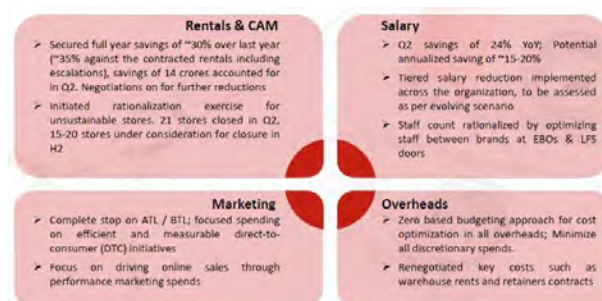 Rentals & CAM
➤ Secured full year savings of ~30% over last year
(~35% against the contracted rentals including
escalations), savings of 14 crores accounted for
in Q2. Negotiations on for further reductions
➤ Initiated rationalization exercise for
unsustainable stores. 21 stores closed in Q2,
15-20 stores under consideration for closure in
H2
Salary
➤ Q2 savings of 24% YoY; Potential
annualized saving of ~15-20%
➤ Tiered salary reduction implemented
across the organization, to be assessed
as per evolving scenario
➤ Staff count rationalized by optimizing
staff between brands at EBOs & LFS
doors
Marketing
➤ Complete stop on ATL / BTL; focused spending
on efficient and measurable direct-to-
consumer (DTC) initiatives
➤ Focus on driving online sales through
performance marketing spends
Overheads
➤ Zero based budgeting approach for cost
optimization in all overheads; Minimize
all discretionary spends.
➤ Renegotiated key costs such as
warehouse rents and retainers contracts